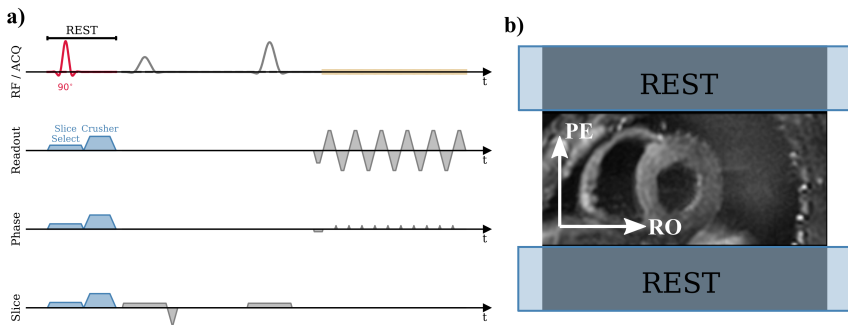 a)
REST
90°
RF / ACQ
t
Slice Crusher
Select
Readout
t
Phase
t
Slice
t
b)
REST
PE
RO
REST